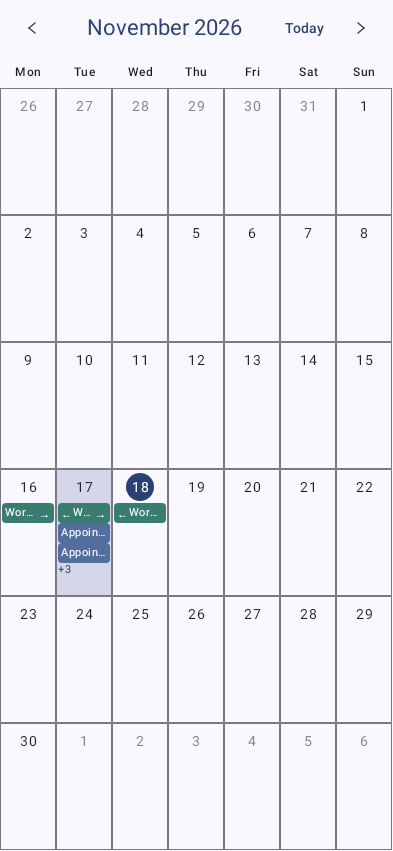 November 2026 Today
Mon Tue Wed Thu Fri Sat Sun
26 27 28 29 30 31 1
2 3 4 5 6 7 8
9 10 11 12 13 14 15
16 17 18 19 20 21 22
Wor... → ←W... → ←Wor...
Appoin...
Appoin...
+3
23 24 25 26 27 28 29
30 1 2 3 4 5 6